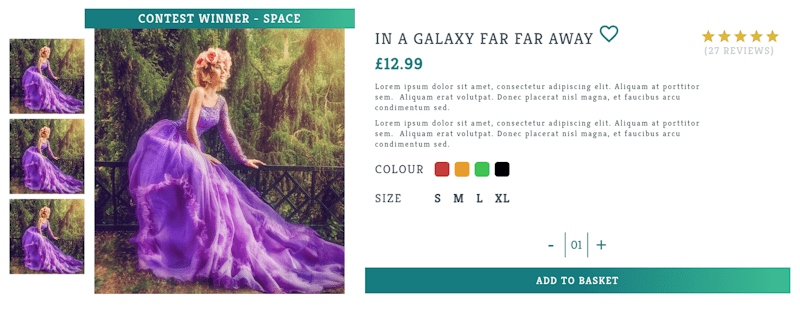 CONTEST WINNER - SPACE
IN A GALAXY FAR FAR AWAY
(27 REVIEWS)
£12.99
Lorem ipsum dolor sit amet, consectetur adipiscing elit. Aliquam at porttitor
sem. Aliquam erat volutpat. Donec placerat nisl magna, et faucibus arcu
condimentum sed.
Lorem ipsum dolor sit amet, consectetur adipiscing elit. Aliquam at porttitor
sem. Aliquam erat volutpat. Donec placerat nisl magna, et faucibus arcu
condimentum sed.
COLOUR
SIZE S M L XL
- 01 +
ADD TO BASKET